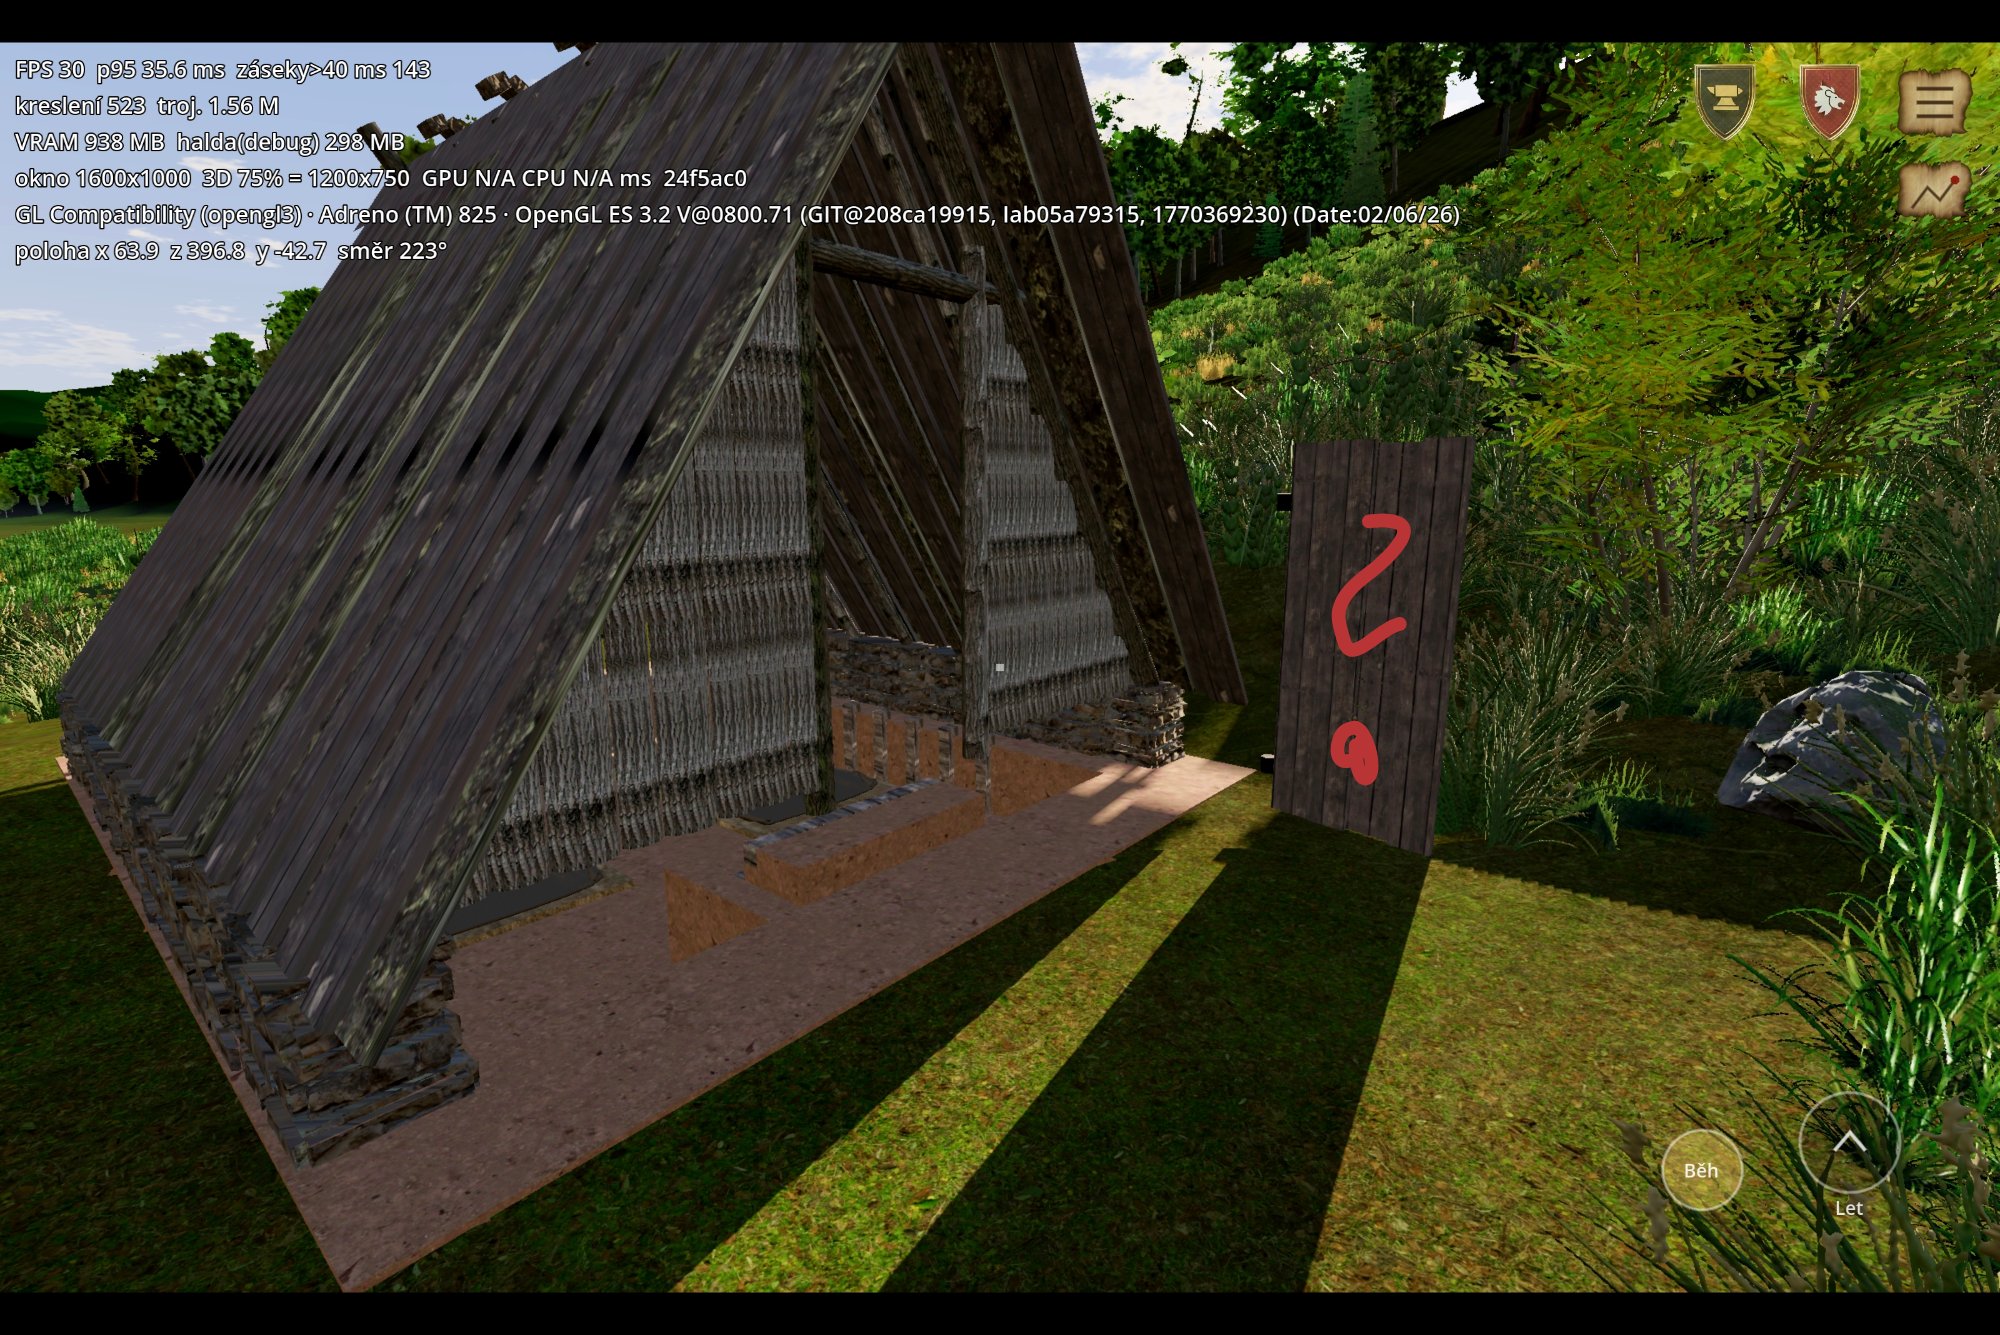 FPS 30  p95 35.6 ms  záseky>40 ms 143
kreslení 523  troj. 1.56 M
VRAM 938 MB  halda(debug) 298 MB
okno 1600x1000  3D 75% = 1200x750  GPU N/A CPU N/A ms  24f5ac0
GL Compatibility (opengl3) · Adreno (TM) 825 · OpenGL ES 3.2 V@0800.71 (GIT@208ca19915, Iab05a79315, 1770369230) (Date:02/06/26)
poloha x 63.9  z 396.8  y -42.7  směr 223°
?
Běh
Let